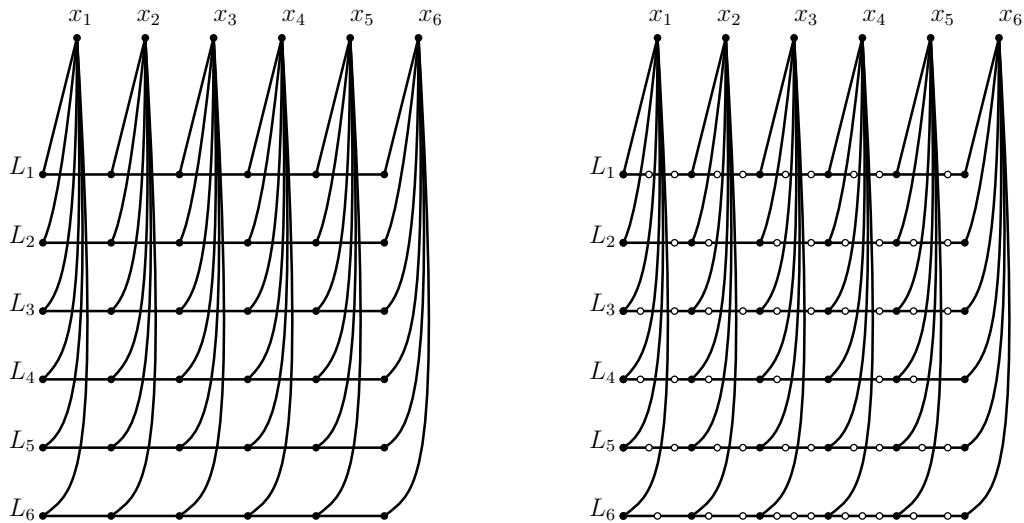 x₁ x₂ x₃ x₄ x₅ x₆ x₁ x₂ x₃ x₄ x₅ x₆
L₁ L₁
L₂ L₂
L₃ L₃
L₄ L₄
L₅ L₅
L₆ L₆